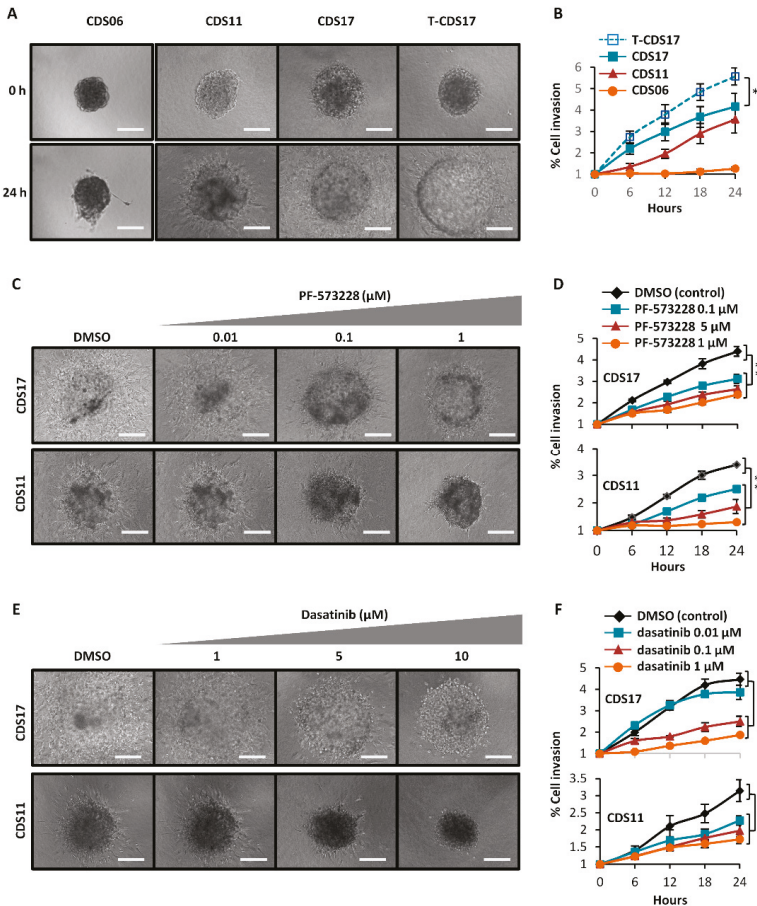 A
CDS06
CDS11
CDS17
T-CDS17
0 h
24 h
B
T-CDS17
CDS17
CDS11
CDS06
% Cell invasion
6
5
4
3
2
1
*
0 6 12 18 24
Hours
C
PF-573228 (µM)
DMSO
0.01
0.1
1
CDS17
CDS11
D
DMSO (control)
PF-573228 0.1 µM
PF-573228 5 µM
PF-573228 1 µM
% Cell invasion
5
4
3
2
1
CDS17
* *
5
4
3
2
1
CDS11
* *
0 6 12 18 24
Hours
E
Dasatinib (µM)
DMSO
1
5
10
CDS17
CDS11
F
DMSO (control)
dasatinib 0.01 µM
dasatinib 0.1 µM
dasatinib 1 µM
% Cell invasion
5
4
3
2
1
CDS17
3.5
3
2.5
2
1.5
1
CDS11
0 6 12 18 24
Hours